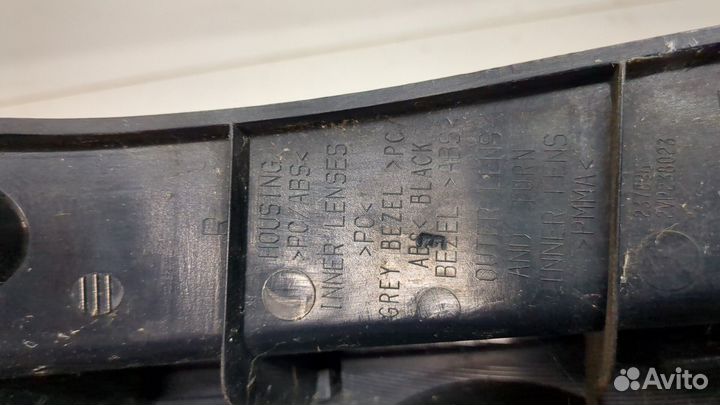 HOUSING
>PC/ABS<
INNER LENSES
>PC<
GREY BEZEL >PC/
ABS< BLACK
BEZEL >ABS<
OUTER LENS
AND TURN
INNER LENS
>PMMA<
R
Avito